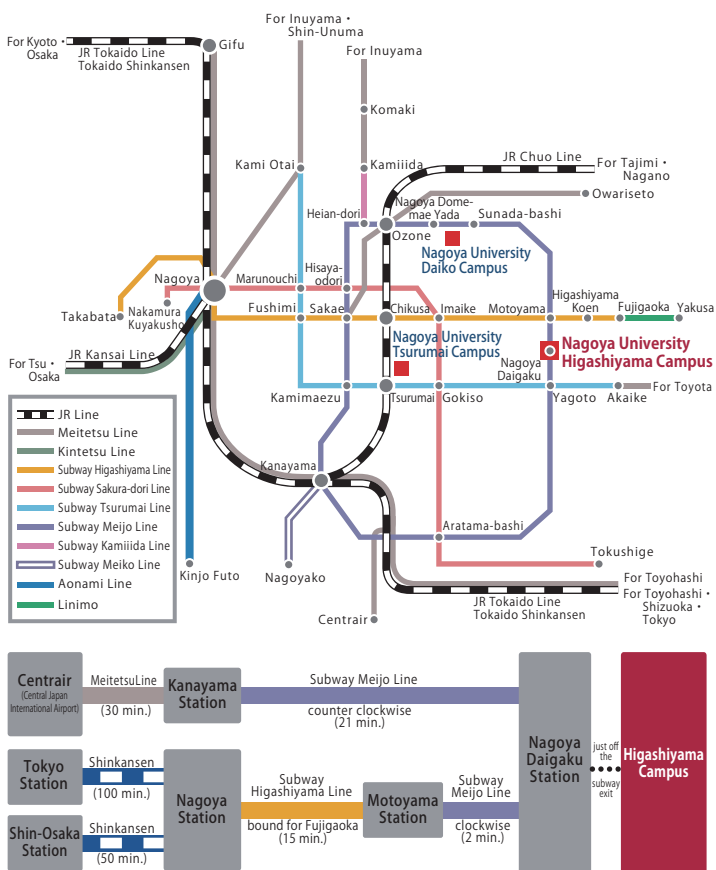 For Inuyama・
Shin-Unuma
For Kyoto・
Osaka
JR Tokaido Line
Tokaido Shinkansen
Gifu
For Inuyama
Komaki
Kami Otai
Kamiiida
JR Chuo Line
For Tajimi・
Nagano
Owariseto
Heian-dori
Nagoya Dome-
mae Yada
Sunada-bashi
Ozone
Nagoya University
Daiko Campus
Nagoya
Marunouchi
Hisaya-
odori
Nakamura
Kuyakusho
Takabata
Fushimi
Sakae
Chikusa
Imaike
Motoyama
Higashiyama
Koen
Fujigaoka
Yakusa
Nagoya University
Tsurumai Campus
Nagoya University
Higashiyama Campus
Nagoya
Daigaku
JR Kansai Line
For Tsu・
Osaka
Kamimaezu
Tsurumai
Gokiso
Yagoto
Akaike
For Toyota
JR Line
Meitetsu Line
Kintetsu Line
Subway Higashiyama Line
Subway Sakura-dori Line
Subway Tsurumai Line
Subway Meijo Line
Subway Kamiiida Line
Subway Meiko Line
Aonami Line
Linimo
Kanayama
Aratama-bashi
Kinjo Futo
Nagoyako
Tokushige
Centrair
For Toyohashi
For Toyohashi・
Shizuoka・
Tokyo
JR Tokaido Line
Tokaido Shinkansen
Centrair
(Central Japan
International Airport)
MeitetsuLine
(30 min.)
Kanayama
Station
Subway Meijo Line
counter clockwise
(21 min.)
Tokyo
Station
Shinkansen
(100 min.)
Shin-Osaka
Station
Shinkansen
(50 min.)
Nagoya
Station
Subway
Higashiyama Line
bound for Fujigaoka
(15 min.)
Motoyama
Station
Subway
Meijo Line
clockwise
(2 min.)
Nagoya
Daigaku
Station
just off
the
subway
exit
Higashiyama
Campus